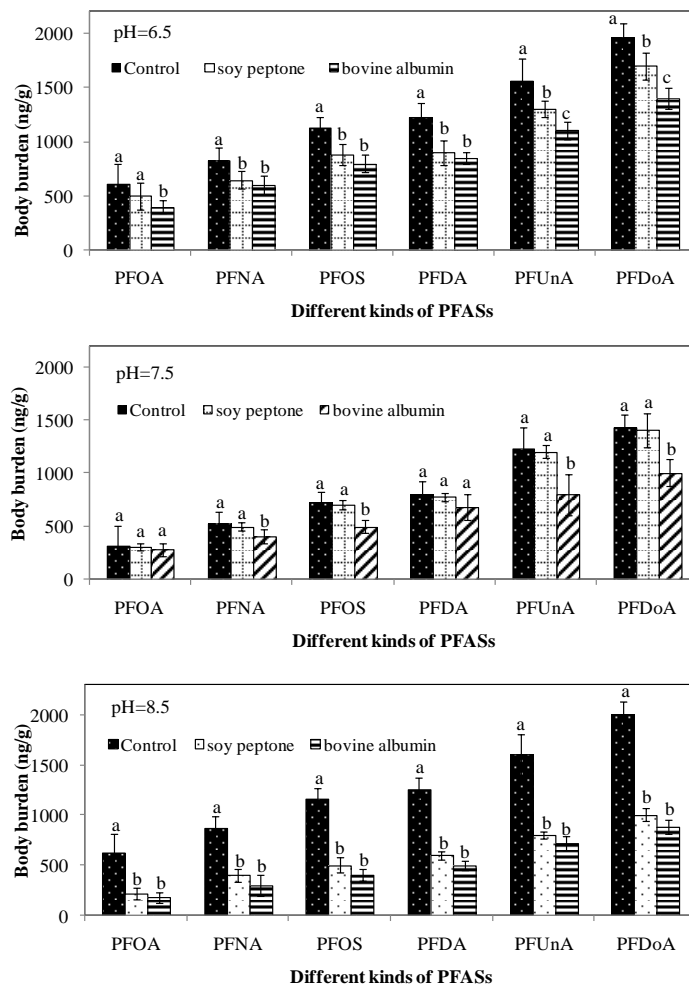 2000
pH=6.5
1500
Control soy peptone bovine albumin
1000
500
0
Body burden (ng/g)
a a b
a b b
a b b
a b b
a b c
a b c
PFOA PFNA PFOS PFDA PFUnA PFDoA
Different kinds of PFASs
2000
pH=7.5
1500
Control soy peptone bovine albumin
1000
500
0
Body burden (ng/g)
a a a
a a b
a a b
a a a
a a b
a a b
PFOA PFNA PFOS PFDA PFUnA PFDoA
Different kinds of PFASs
2000
pH=8.5
1500
Control soy peptone bovine albumin
1000
500
0
Body burden (ng/g)
a b b
a b b
a b b
a b b
a b b
a b b
PFOA PFNA PFOS PFDA PFUnA PFDoA
Different kinds of PFASs